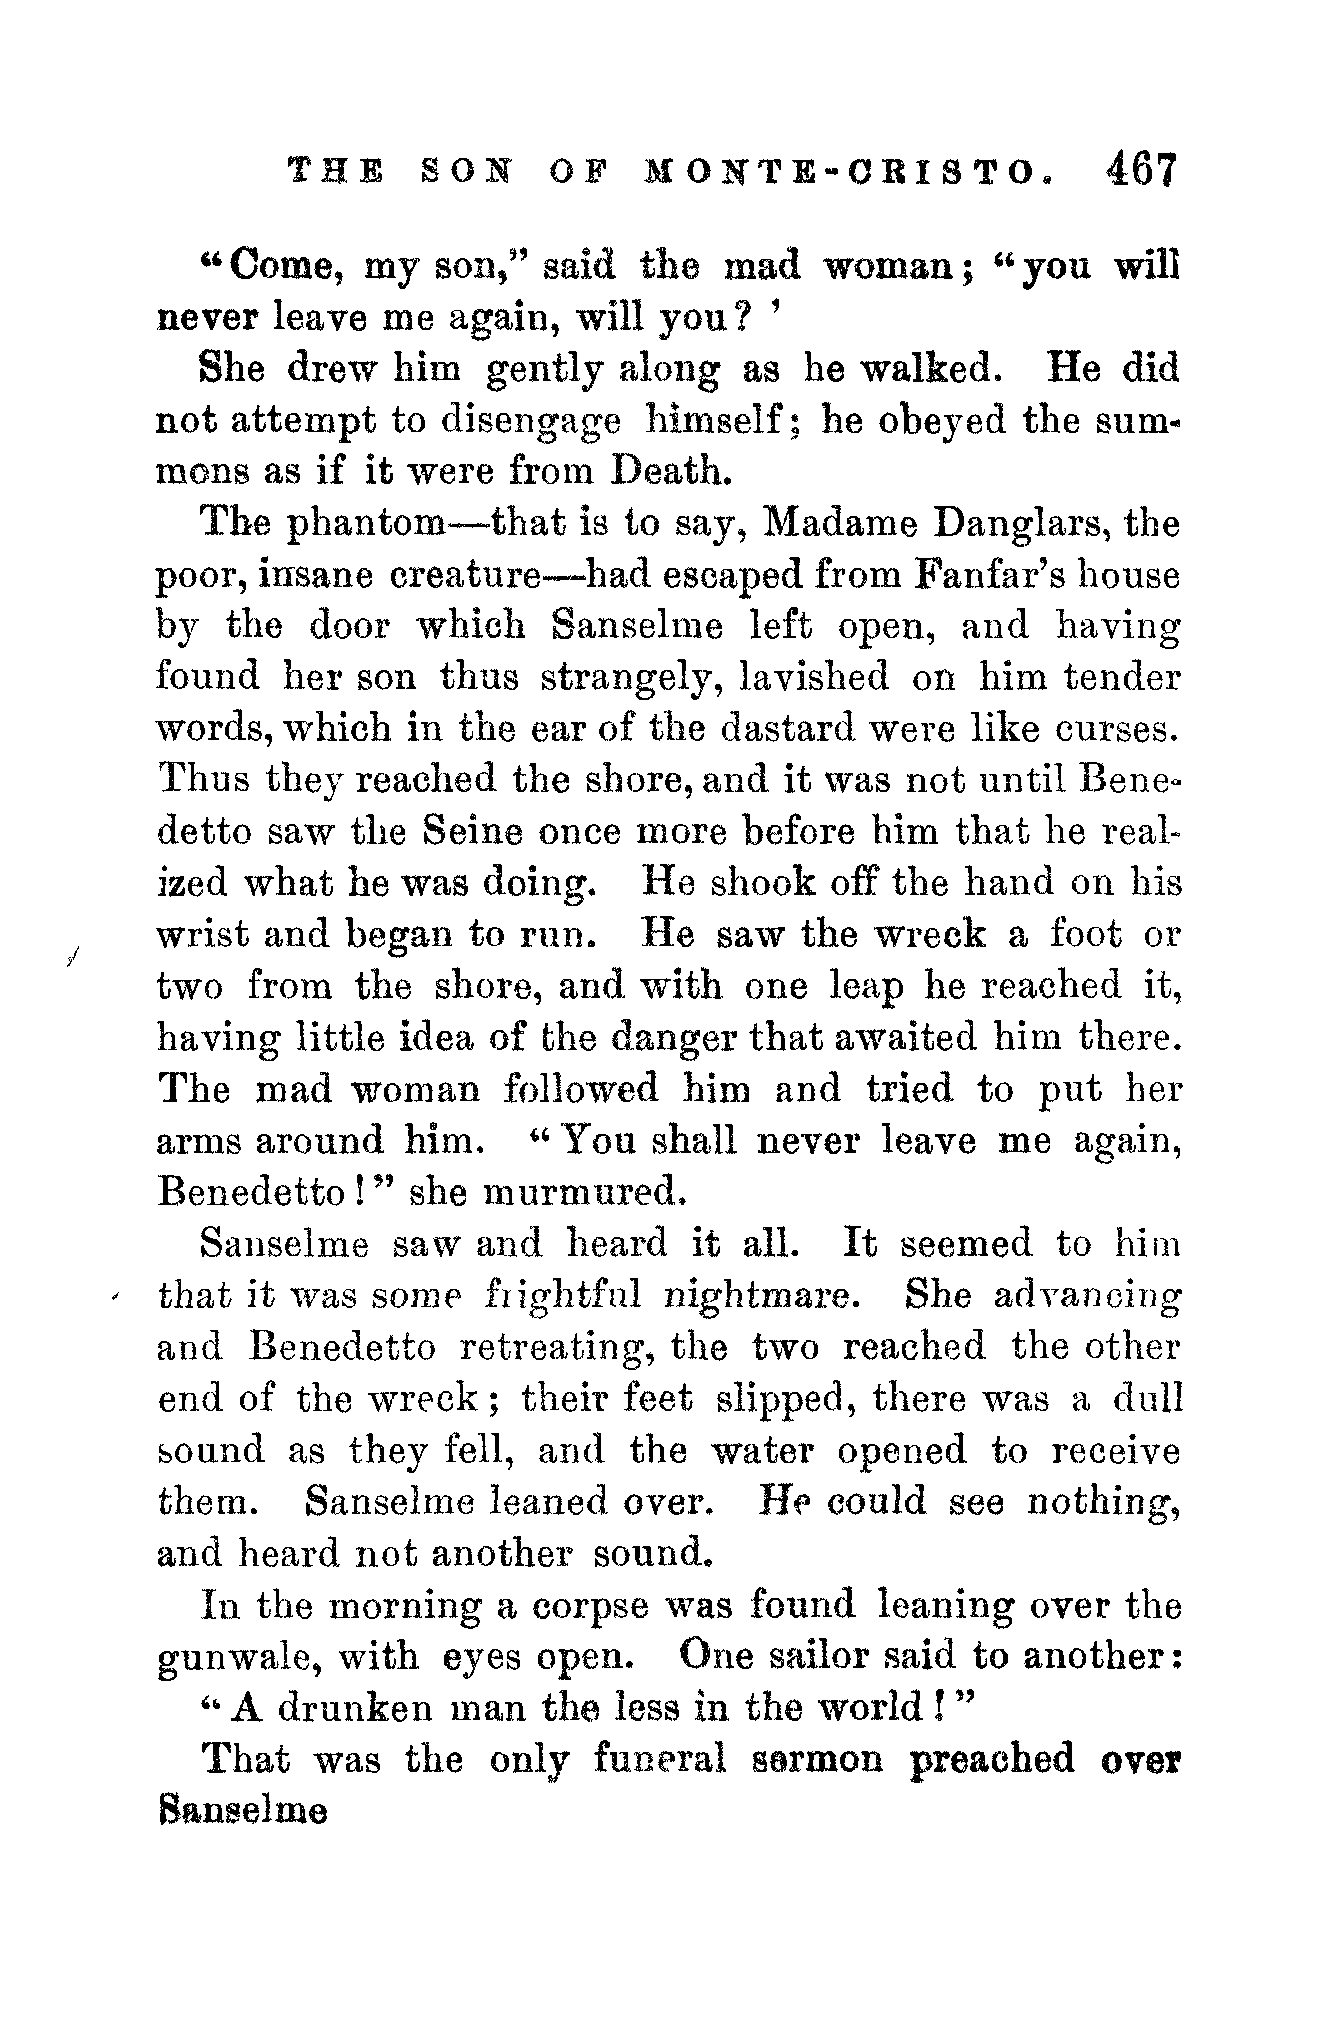 THE SON OF MONTE-CRISTO. 467
“Come, my son,” said the mad woman; “you will
never leave me again, will you? ’
She drew him gently along as he walked. He did
not attempt to disengage himself; he obeyed the sum-
mons as if it were from Death.
The phantom—that is to say, Madame Danglars, the
poor, insane creature—had escaped from Fanfar’s house
by the door which Sanselme left open, and having
found her son thus strangely, lavished on him tender
words, which in the ear of the dastard were like curses.
Thus they reached the shore, and it was not until Bene-
detto saw the Seine once more before him that he real-
ized what he was doing. He shook off the hand on his
wrist and began to run. He saw the wreck a foot or
two from the shore, and with one leap he reached it,
having little idea of the danger that awaited him there.
The mad woman followed him and tried to put her
arms around him. “You shall never leave me again,
Benedetto!” she murmured.
Sanselme saw and heard it all. It seemed to him
that it was some frightful nightmare. She advancing
and Benedetto retreating, the two reached the other
end of the wreck; their feet slipped, there was a dull
sound as they fell, and the water opened to receive
them. Sanselme leaned over. He could see nothing,
and heard not another sound.
In the morning a corpse was found leaning over the
gunwale, with eyes open. One sailor said to another:
“A drunken man the less in the world!”
That was the only funeral sermon preached over
Sanselme